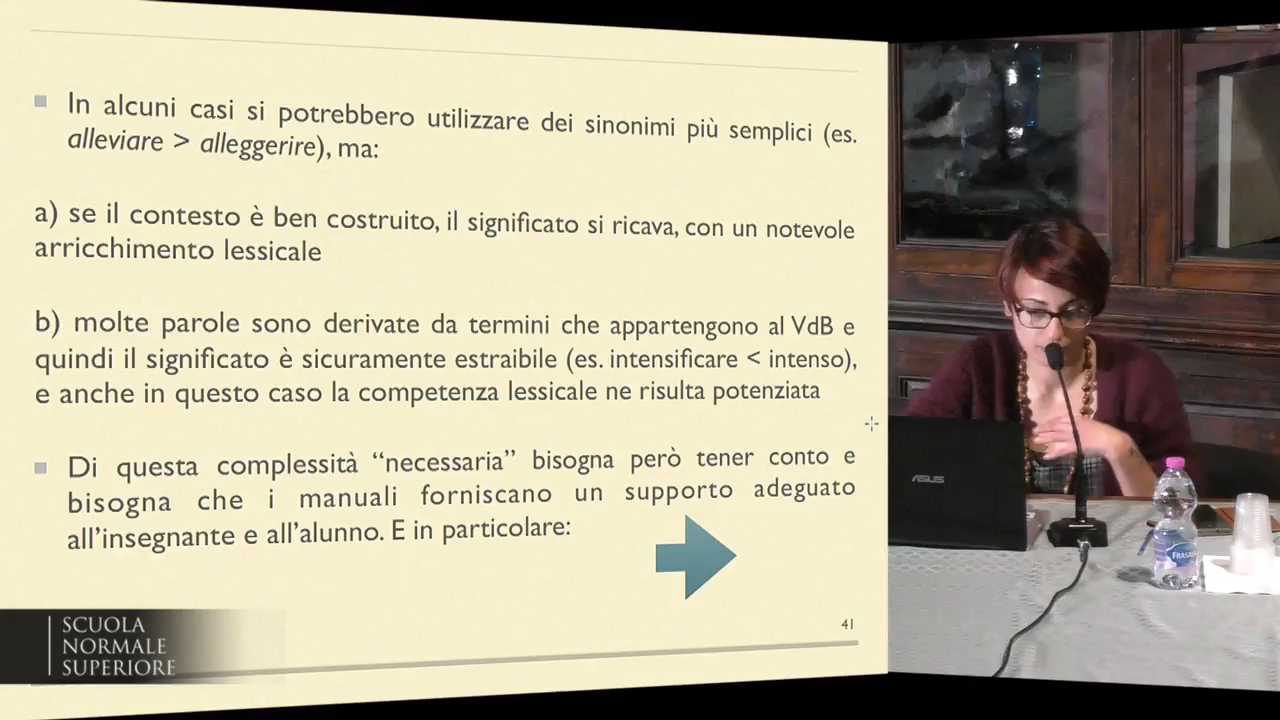 In alcuni casi si potrebbero utilizzare dei sinonimi più semplici (es.
alleviare > alleggerire), ma:
a) se il contesto è ben costruito, il significato si ricava, con un notevole
arricchimento lessicale
b) molte parole sono derivate da termini che appartengono al VdB e
quindi il significato è sicuramente estraibile (es. intensificare < intenso),
e anche in questo caso la competenza lessicale ne risulta potenziata
Di questa complessità “necessaria” bisogna però tener conto e
bisogna che i manuali forniscano un supporto adeguato
all’insegnante e all’alunno. E in particolare:
41
SCUOLA
NORMALE
SUPERIORE
ASUS